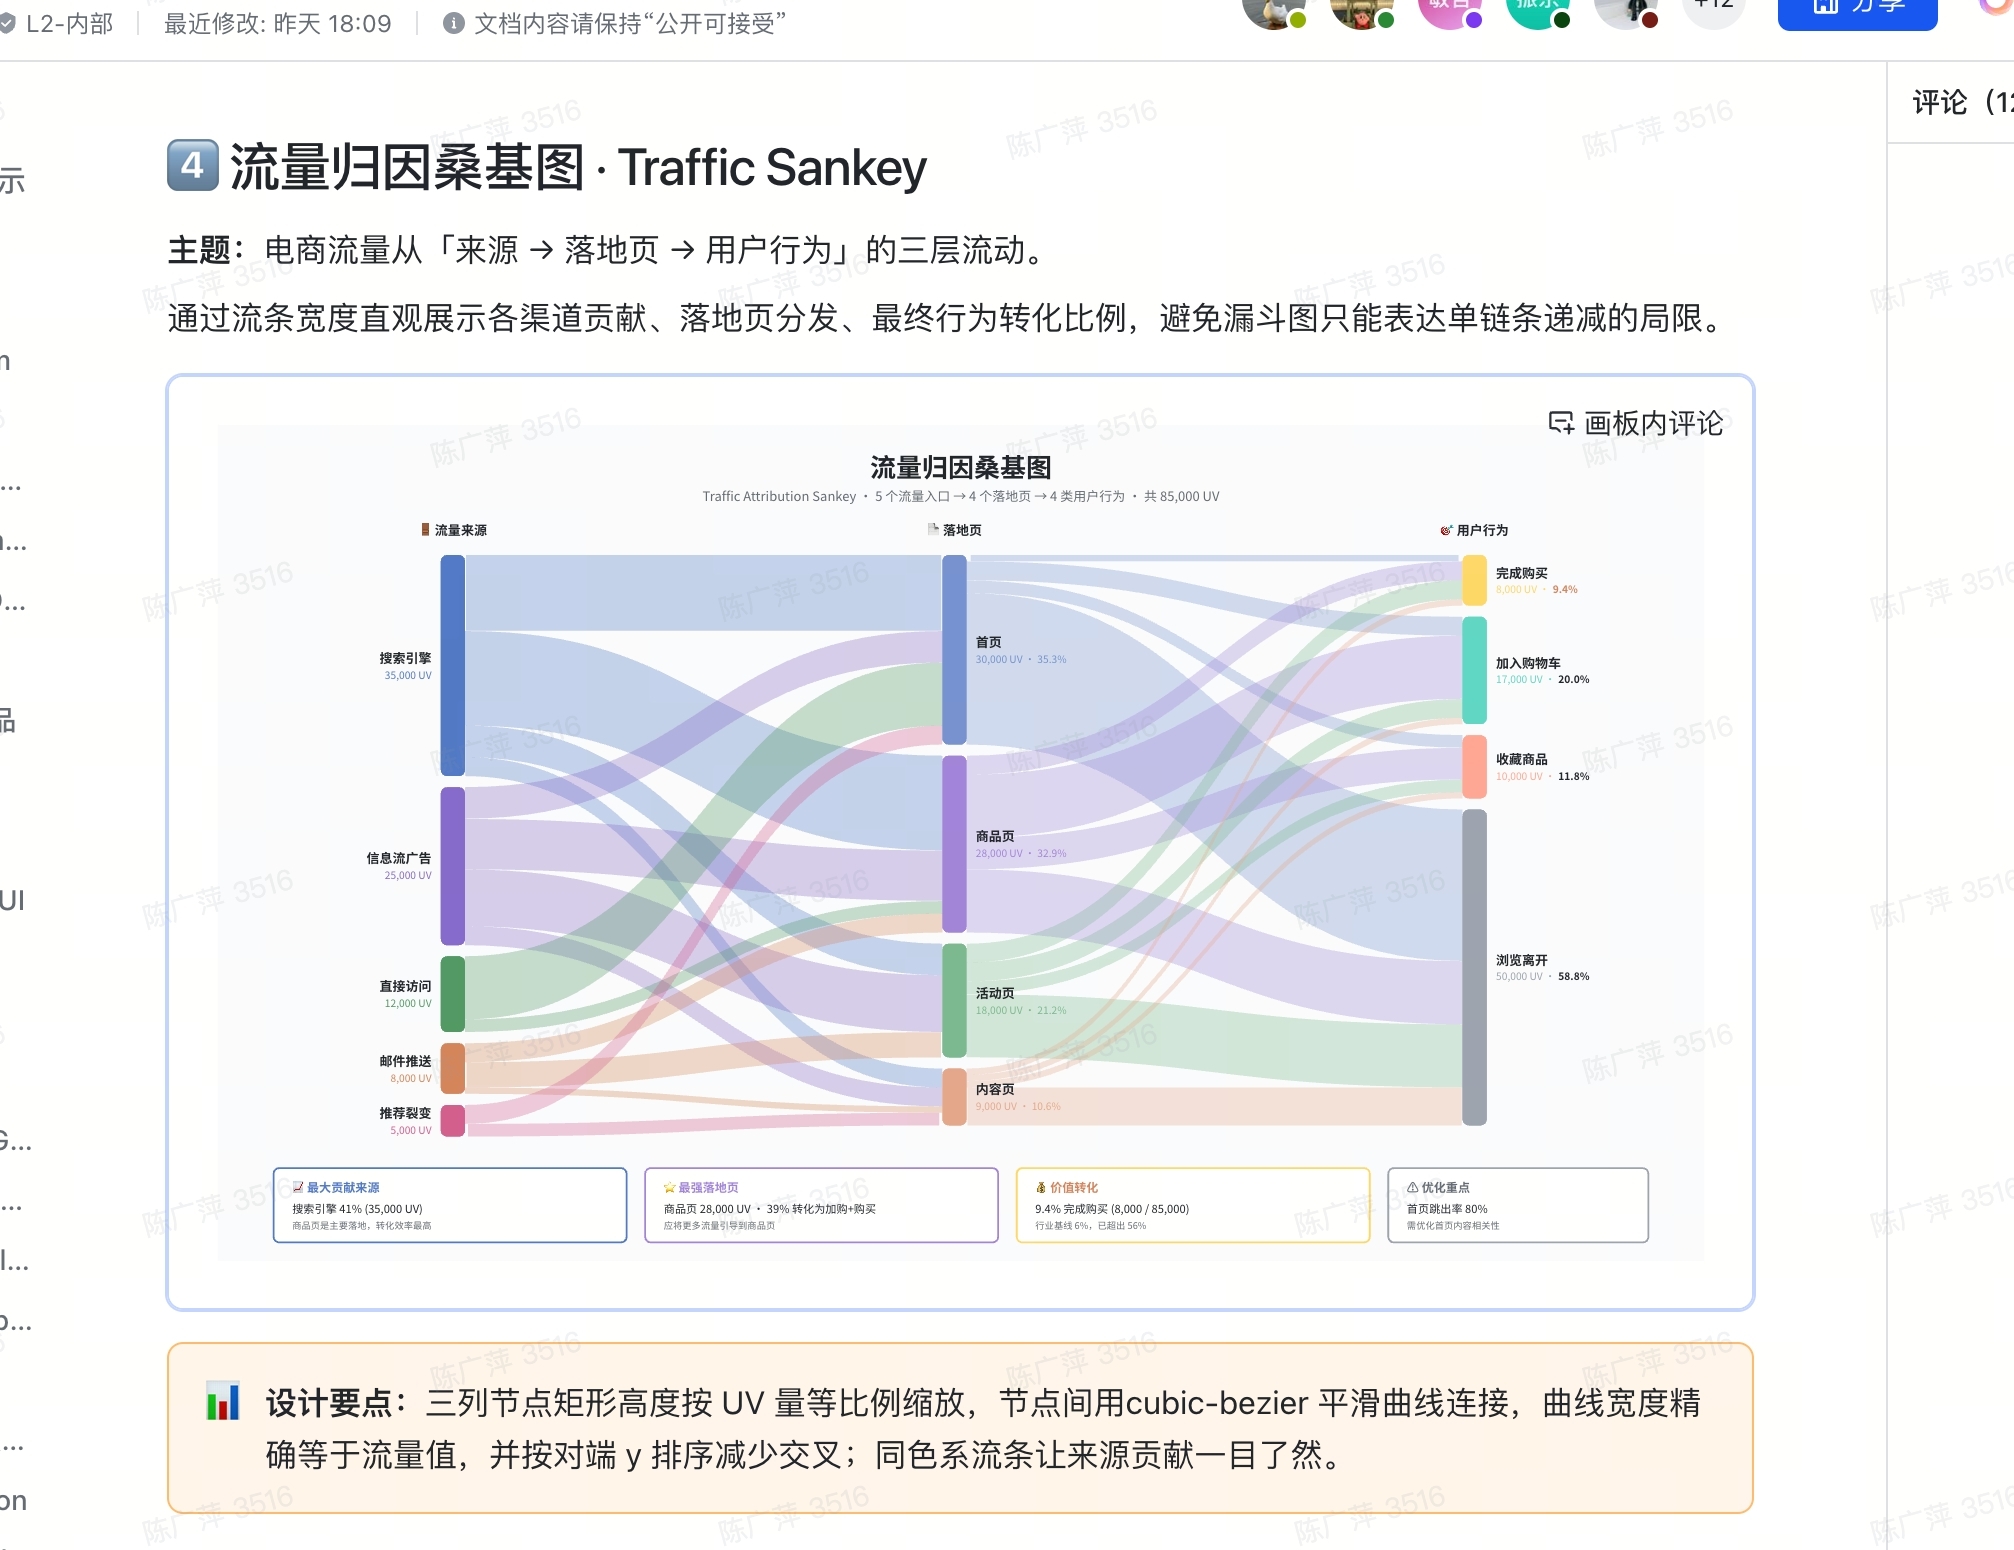 L2-内部
最近修改: 昨天 18:09
文档内容请保持“公开可接受”
+12
分享
评论（12
示
品
UI
on
4 流量归因桑基图 · Traffic Sankey
主题：电商流量从「来源 → 落地页 → 用户行为」的三层流动。
通过流条宽度直观展示各渠道贡献、落地页分发、最终行为转化比例，避免漏斗图只能表达单链条递减的局限。
画板内评论
流量归因桑基图
Traffic Attribution Sankey · 5 个流量入口 → 4 个落地页 → 4 类用户行为 · 共 85,000 UV
流量来源
落地页
用户行为
搜索引擎
35,000 UV
信息流广告
25,000 UV
直接访问
12,000 UV
邮件推送
8,000 UV
推荐裂变
5,000 UV
首页
30,000 UV · 35.3%
商品页
28,000 UV · 32.9%
活动页
18,000 UV · 21.2%
内容页
9,000 UV · 10.6%
完成购买
8,000 UV · 9.4%
加入购物车
17,000 UV · 20.0%
收藏商品
10,000 UV · 11.8%
浏览离开
50,000 UV · 58.8%
最大贡献来源
搜索引擎 41% (35,000 UV)
商品页是主要落地，转化效率最高
最强落地页
商品页 28,000 UV · 39% 转化为加购+购买
应将更多流量引导到商品页
价值转化
9.4% 完成购买 (8,000 / 85,000)
行业基线 6%，已超出 56%
优化重点
首页跳出率 80%
需优化首页内容相关性
设计要点：三列节点矩形高度按 UV 量等比例缩放，节点间用cubic-bezier 平滑曲线连接，曲线宽度精
确等于流量值，并按对端 y 排序减少交叉；同色系流条让来源贡献一目了然。
陈广萍 3516